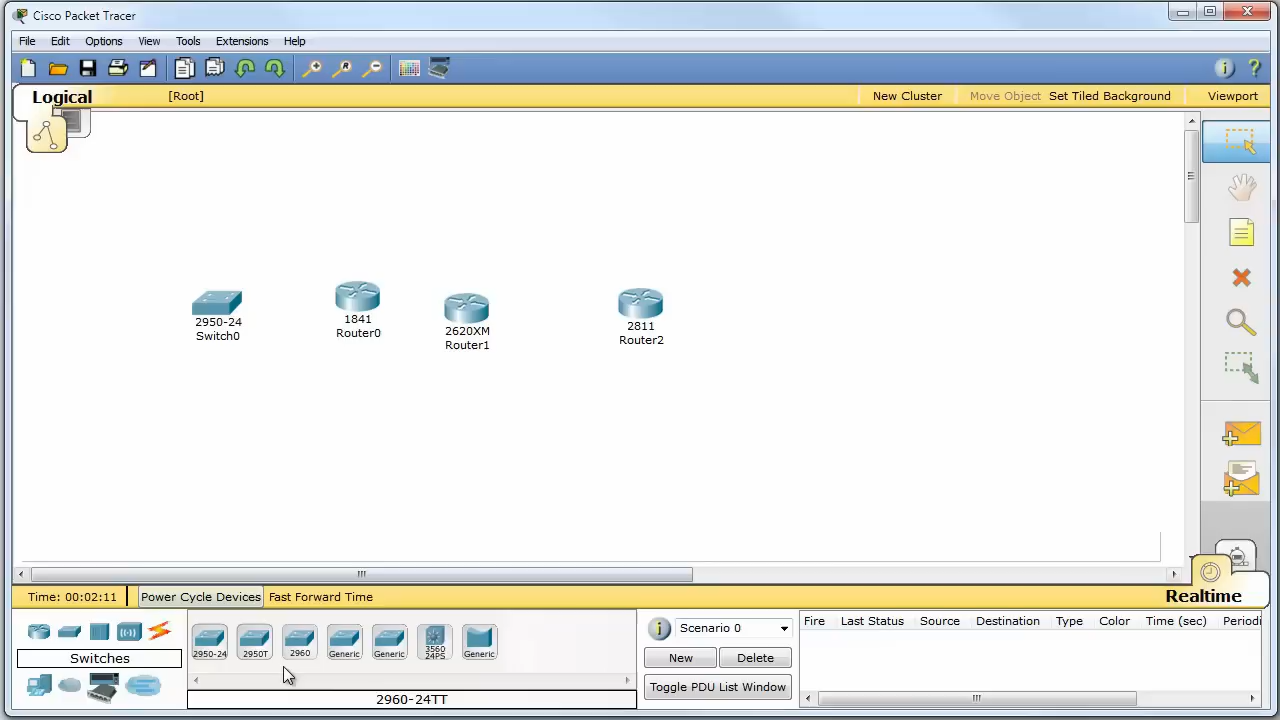 Cisco Packet Tracer
File Edit Options View Tools Extensions Help
Logical [Root] New Cluster Move Object Set Tiled Background Viewport
2950-24
Switch0
1841
Router0
2620XM
Router1
2811
Router2
Time: 00:02:11 Power Cycle Devices Fast Forward Time Realtime
Switches
2950-24 2950T 2960 Generic Generic 3560 24PS Generic
2960-24TT
Scenario 0
New Delete
Toggle PDU List Window
Fire Last Status Source Destination Type Color Time (sec) Periodi